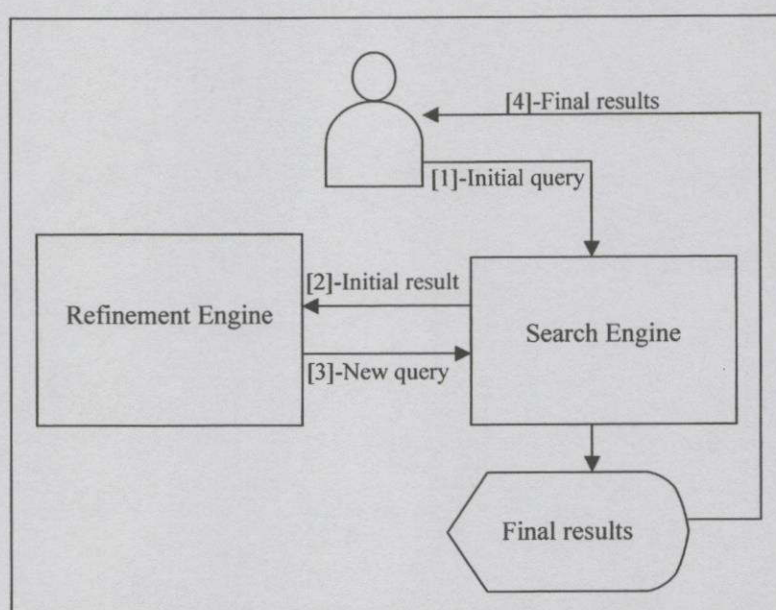 [4]-Final results
[1]-Initial query
[2]-Initial result
Refinement Engine
Search Engine
[3]-New query
Final results